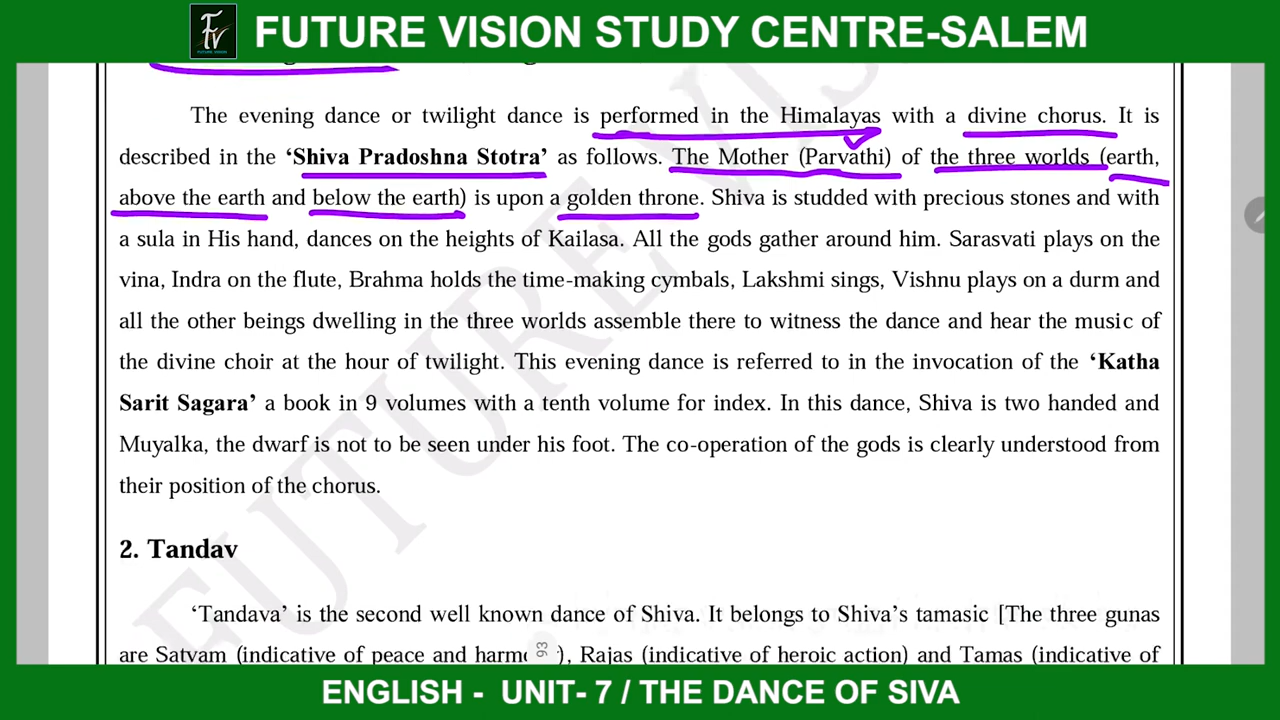 FUTURE VISION STUDY CENTRE-SALEM
The evening dance or twilight dance is performed in the Himalayas with a divine chorus. It is
described in the ‘Shiva Pradoshna Stotra’ as follows. The Mother (Parvathi) of the three worlds (earth,
above the earth and below the earth) is upon a golden throne. Shiva is studded with precious stones and with
a sula in His hand, dances on the heights of Kailasa. All the gods gather around him. Sarasvati plays on the
vina, Indra on the flute, Brahma holds the time-making cymbals, Lakshmi sings, Vishnu plays on a durm and
all the other beings dwelling in the three worlds assemble there to witness the dance and hear the music of
the divine choir at the hour of twilight. This evening dance is referred to in the invocation of the ‘Katha
Sarit Sagara’ a book in 9 volumes with a tenth volume for index. In this dance, Shiva is two handed and
Muyalka, the dwarf is not to be seen under his foot. The co-operation of the gods is clearly understood from
their position of the chorus.
2. Tandav
‘Tandava’ is the second well known dance of Shiva. It belongs to Shiva’s tamasic [The three gunas
are Satvam (indicative of peace and harmo ), Rajas (indicative of heroic action) and Tamas (indicative of
93
ENGLISH - UNIT- 7 / THE DANCE OF SIVA